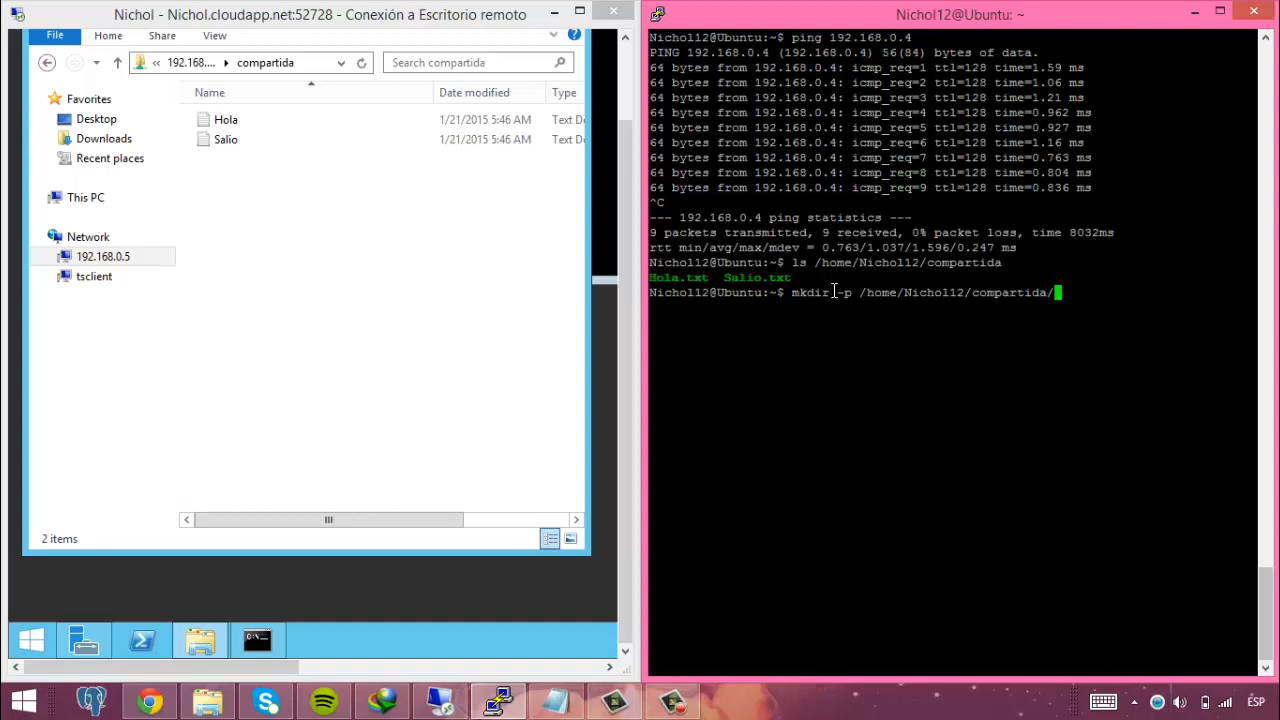 Nichol - Nichol.cloudapp.net:52728 - Conexión a Escritorio remoto
File Home Share View
« 192.168.... compartida
Search compartida
Name Date modified Type
Favorites
Desktop
Downloads
Recent places
This PC
Network
192.168.0.5
tsclient
Hola 1/21/2015 5:46 AM Text De
Salio 1/21/2015 5:46 AM Text De
2 items
Nichol12@Ubuntu: ~
Nichol12@Ubuntu:~$ ping 192.168.0.4
PING 192.168.0.4 (192.168.0.4) 56(84) bytes of data.
64 bytes from 192.168.0.4: icmp_req=1 ttl=128 time=1.59 ms
64 bytes from 192.168.0.4: icmp_req=2 ttl=128 time=1.06 ms
64 bytes from 192.168.0.4: icmp_req=3 ttl=128 time=1.21 ms
64 bytes from 192.168.0.4: icmp_req=4 ttl=128 time=0.962 ms
64 bytes from 192.168.0.4: icmp_req=5 ttl=128 time=0.927 ms
64 bytes from 192.168.0.4: icmp_req=6 ttl=128 time=1.16 ms
64 bytes from 192.168.0.4: icmp_req=7 ttl=128 time=0.763 ms
64 bytes from 192.168.0.4: icmp_req=8 ttl=128 time=0.804 ms
64 bytes from 192.168.0.4: icmp_req=9 ttl=128 time=0.836 ms
^C
--- 192.168.0.4 ping statistics ---
9 packets transmitted, 9 received, 0% packet loss, time 8032ms
rtt min/avg/max/mdev = 0.763/1.037/1.596/0.247 ms
Nichol12@Ubuntu:~$ ls /home/Nichol12/compartida
Hola.txt Salio.txt
Nichol12@Ubuntu:~$ mkdir -p /home/Nichol12/compartida/
ESP